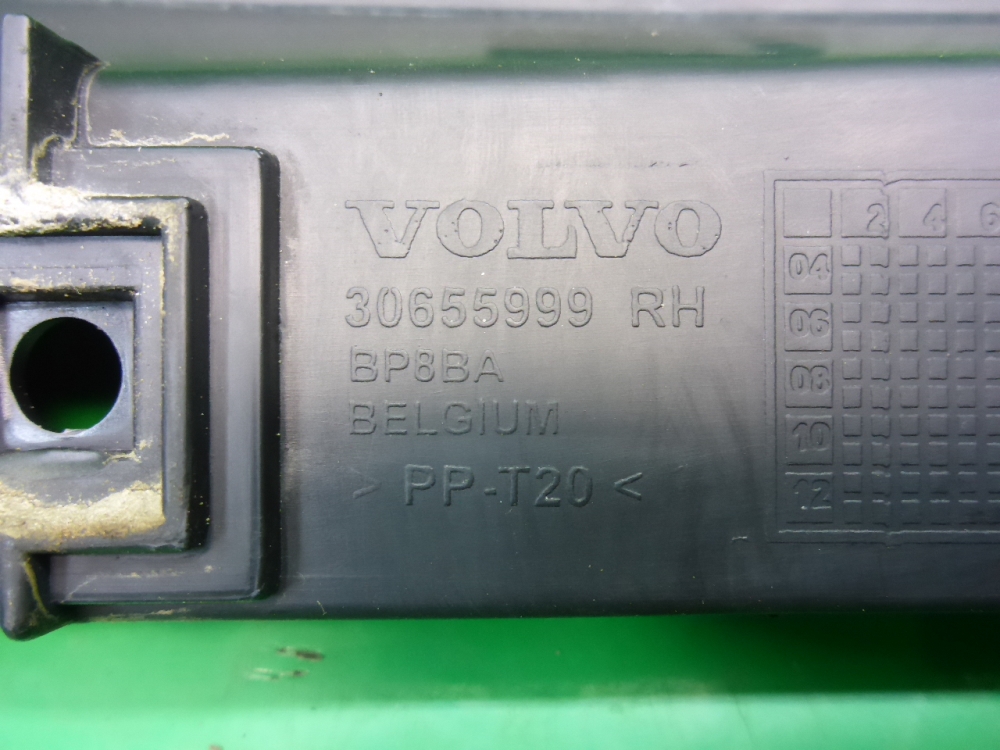 VOLVO
30655999 RH
BP8BA
BELGIUM
> PP-T20 <
2 4 6
04
06
08
10
12